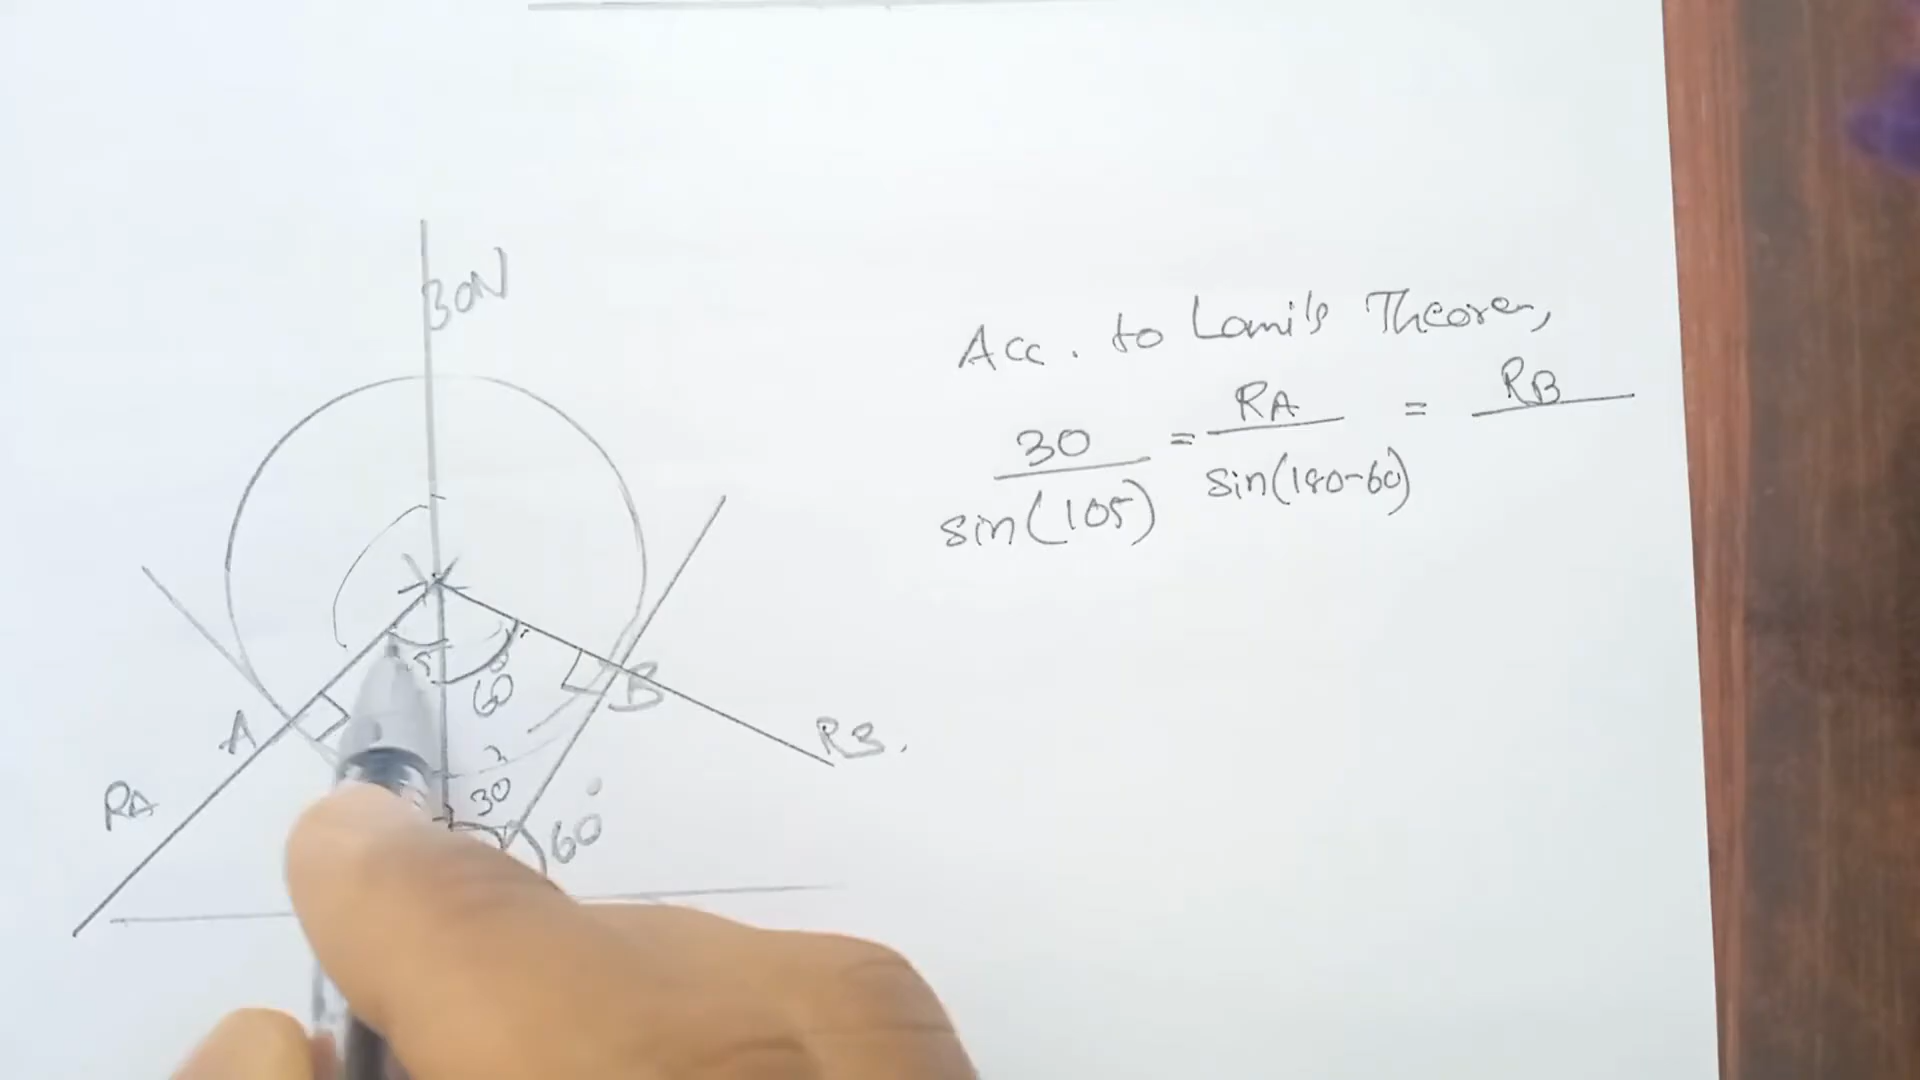 30N
Acc. to Lami's Theorem,
30 / sin(105) = RA / sin(180-60) = RB
60
A
B
RA
RB.
30
60°